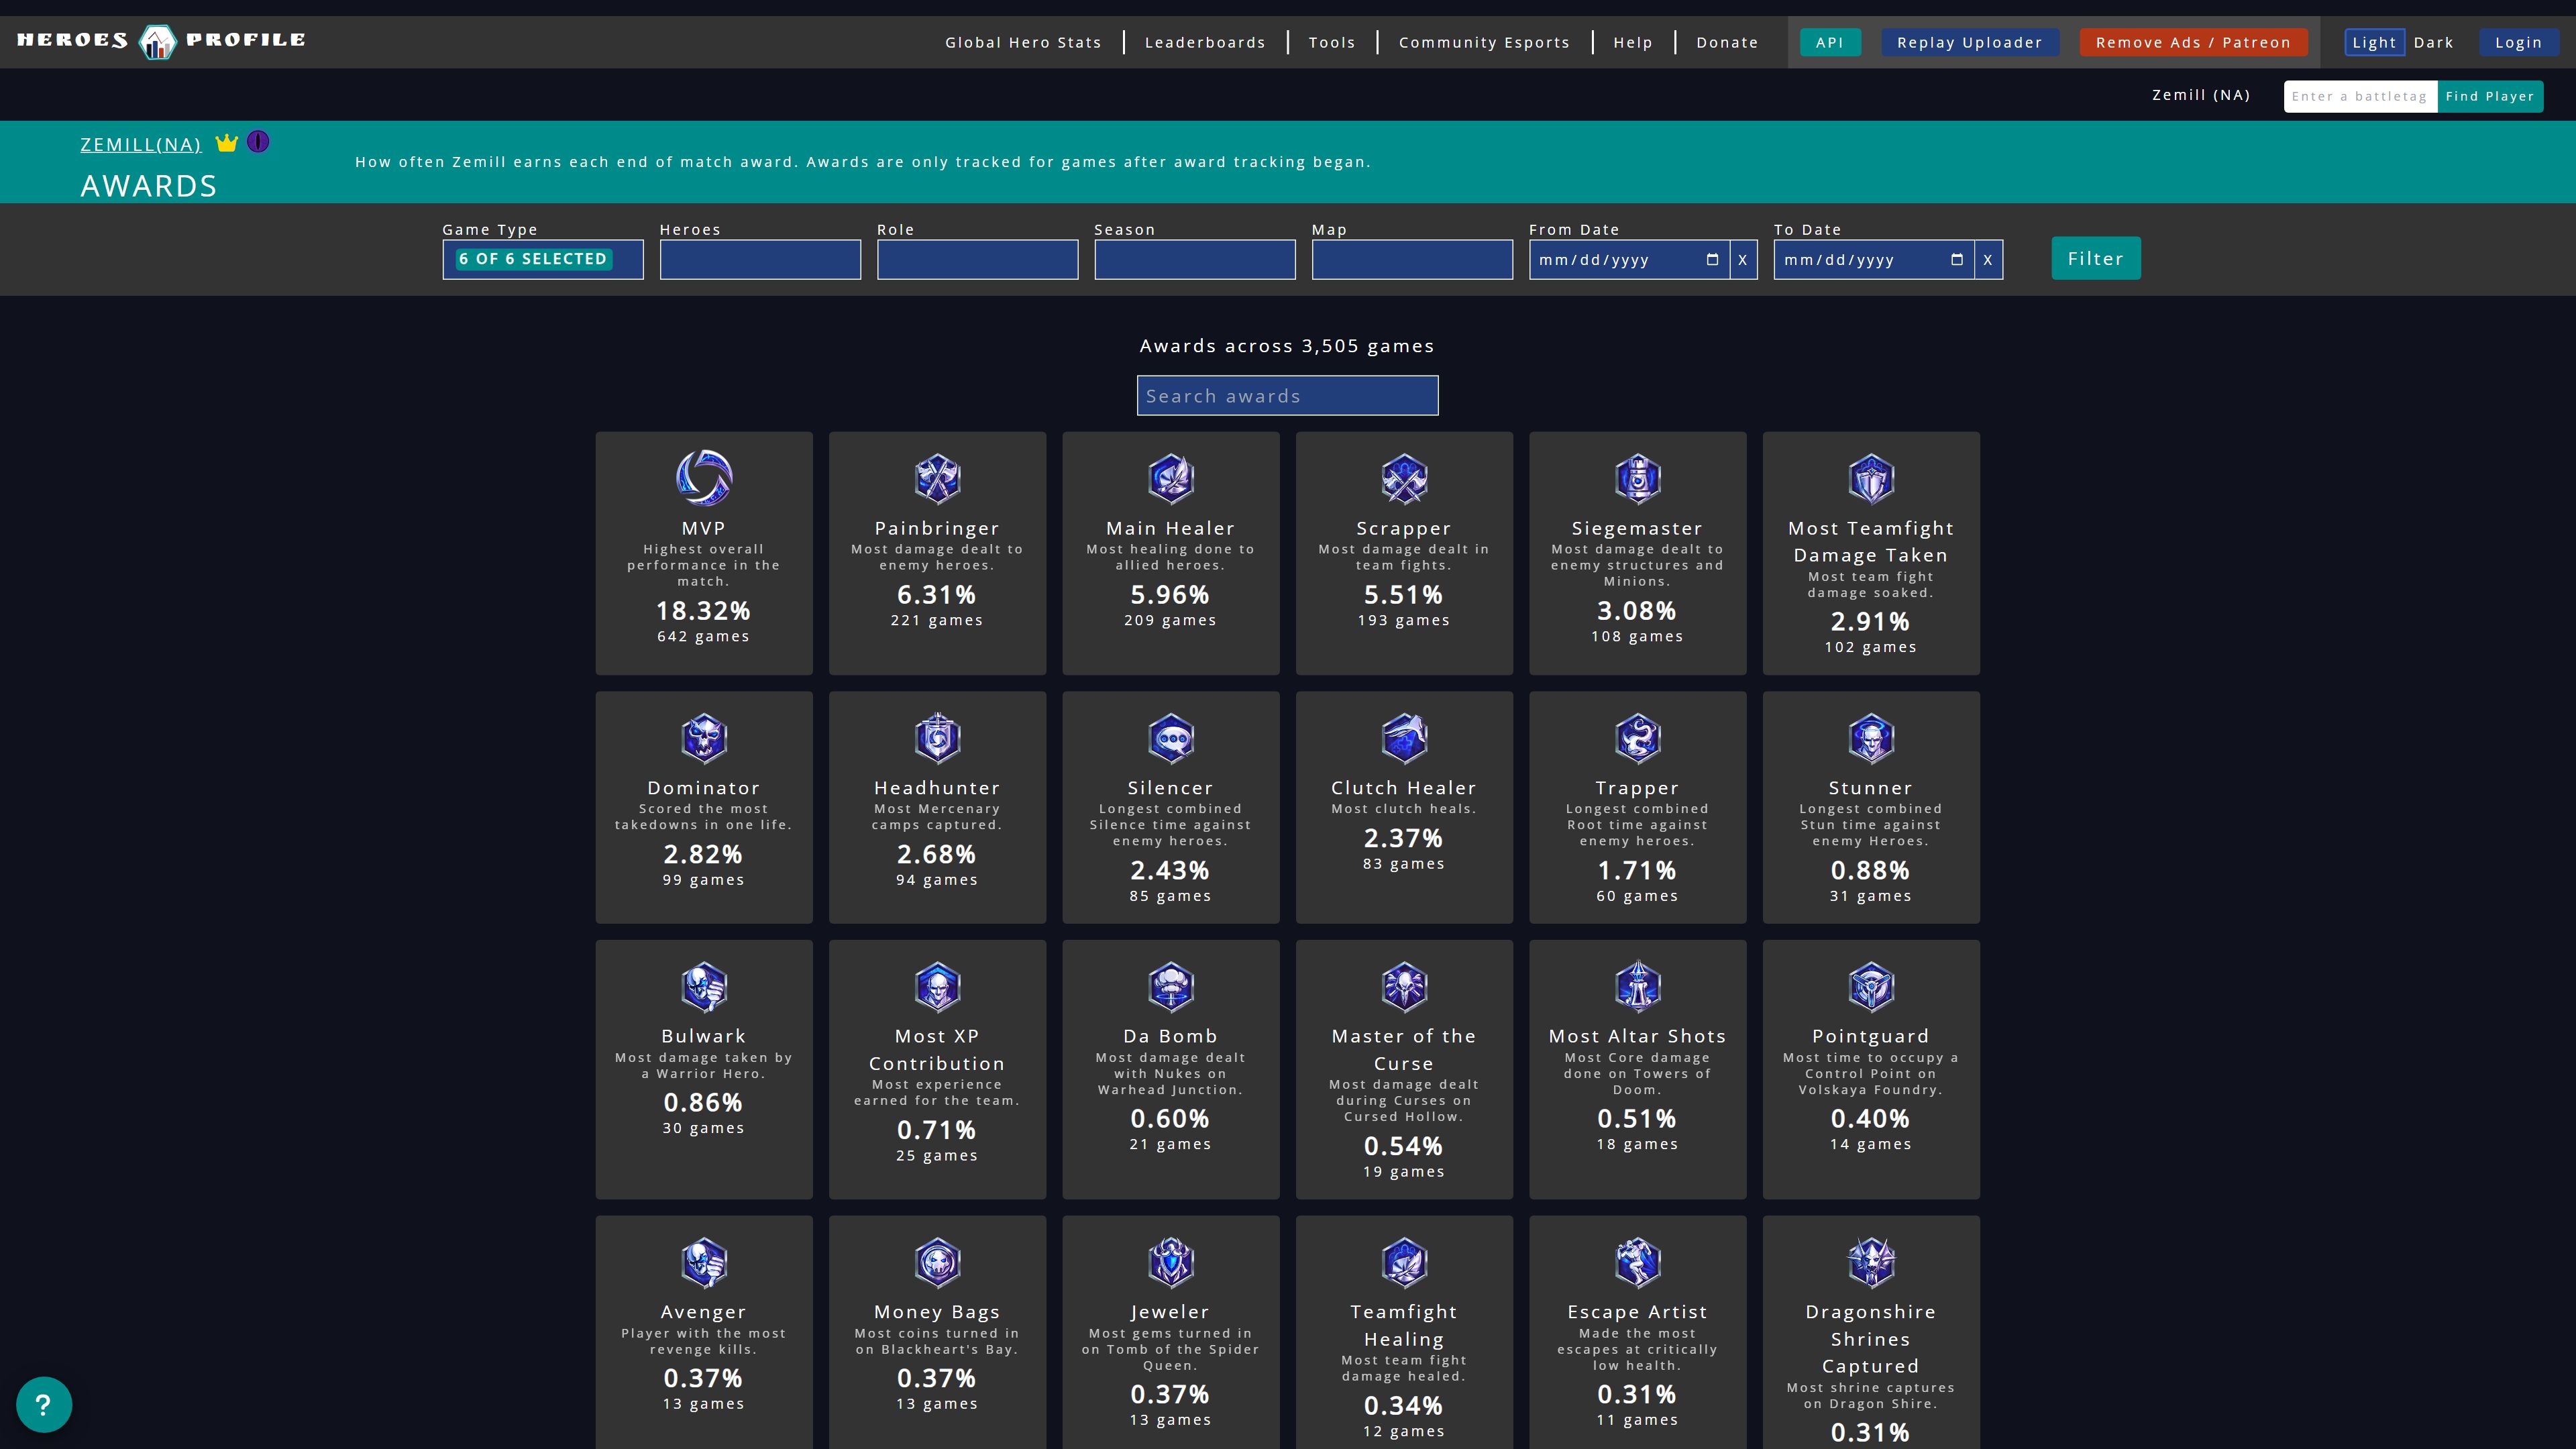 HEROES PROFILE
Global Hero Stats
Leaderboards
Tools
Community Esports
Help
Donate
API
Replay Uploader
Remove Ads / Patreon
Light
Dark
Login
Zemill (NA)
Enter a battletag
Find Player
ZEMILL(NA)
AWARDS
How often Zemill earns each end of match award. Awards are only tracked for games after award tracking began.
Game Type
Heroes
Role
Season
Map
From Date
To Date
6 OF 6 SELECTED
mm/dd/yyyy
X
mm/dd/yyyy
X
Filter
Awards across 3,505 games
Search awards
MVP
Highest overall
performance in the
match.
18.32%
642 games
Painbringer
Most damage dealt to
enemy heroes.
6.31%
221 games
Main Healer
Most healing done to
allied heroes.
5.96%
209 games
Scrapper
Most damage dealt in
team fights.
5.51%
193 games
Siegemaster
Most damage dealt to
enemy structures and
Minions.
3.08%
108 games
Most Teamfight
Damage Taken
Most team fight
damage soaked.
2.91%
102 games
Dominator
Scored the most
takedowns in one life.
2.82%
99 games
Headhunter
Most Mercenary
camps captured.
2.68%
94 games
Silencer
Longest combined
Silence time against
enemy heroes.
2.43%
85 games
Clutch Healer
Most clutch heals.
2.37%
83 games
Trapper
Longest combined
Root time against
enemy heroes.
1.71%
60 games
Stunner
Longest combined
Stun time against
enemy Heroes.
0.88%
31 games
Bulwark
Most damage taken by
a Warrior Hero.
0.86%
30 games
Most XP
Contribution
Most experience
earned for the team.
0.71%
25 games
Da Bomb
Most damage dealt
with Nukes on
Warhead Junction.
0.60%
21 games
Master of the
Curse
Most damage dealt
during Curses on
Cursed Hollow.
0.54%
19 games
Most Altar Shots
Most Core damage
done on Towers of
Doom.
0.51%
18 games
Pointguard
Most time to occupy a
Control Point on
Volskaya Foundry.
0.40%
14 games
Avenger
Player with the most
revenge kills.
0.37%
13 games
Money Bags
Most coins turned in
on Blackheart's Bay.
0.37%
13 games
Jeweler
Most gems turned in
on Tomb of the Spider
Queen.
0.37%
13 games
Teamfight
Healing
Most team fight
damage healed.
0.34%
12 games
Escape Artist
Made the most
escapes at critically
low health.
0.31%
11 games
Dragonshire
Shrines
Captured
Most shrine captures
on Dragon Shire.
0.31%
?